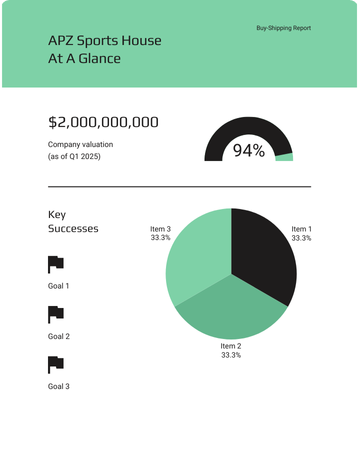 Buy-Shipping Report
APZ Sports House
At A Glance
$2,000,000,000
Company valuation
(as of Q1 2025)
94%
Key
Successes
Goal 1
Goal 2
Goal 3
Item 3
33.3%
Item 1
33.3%
Item 2
33.3%